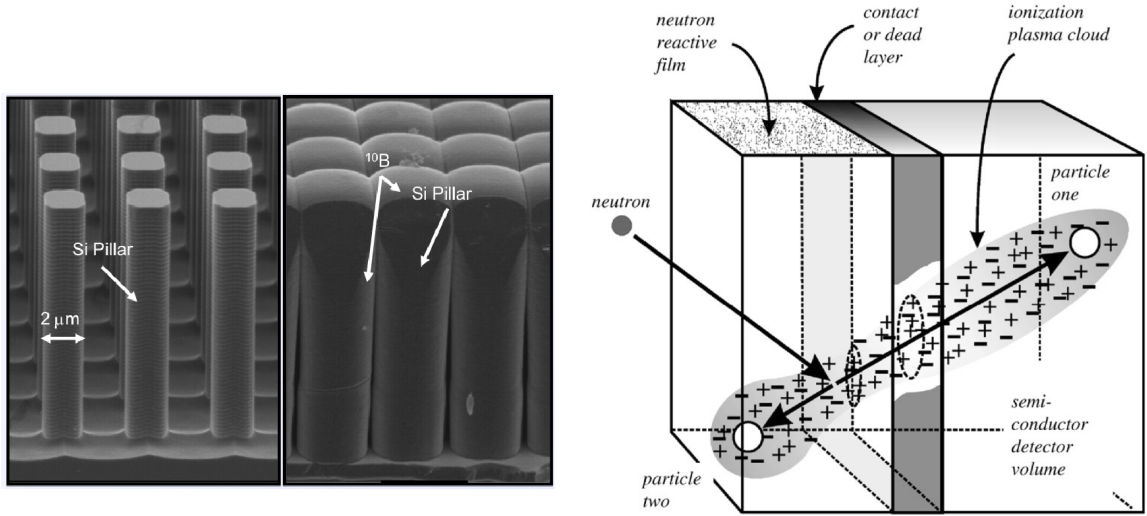 Si Pillar
2 μm
¹⁰B
Si Pillar
neutron
reactive
film
contact
or dead
layer
ionization
plasma cloud
neutron
particle
one
semi-
conductor
detector
volume
particle
two